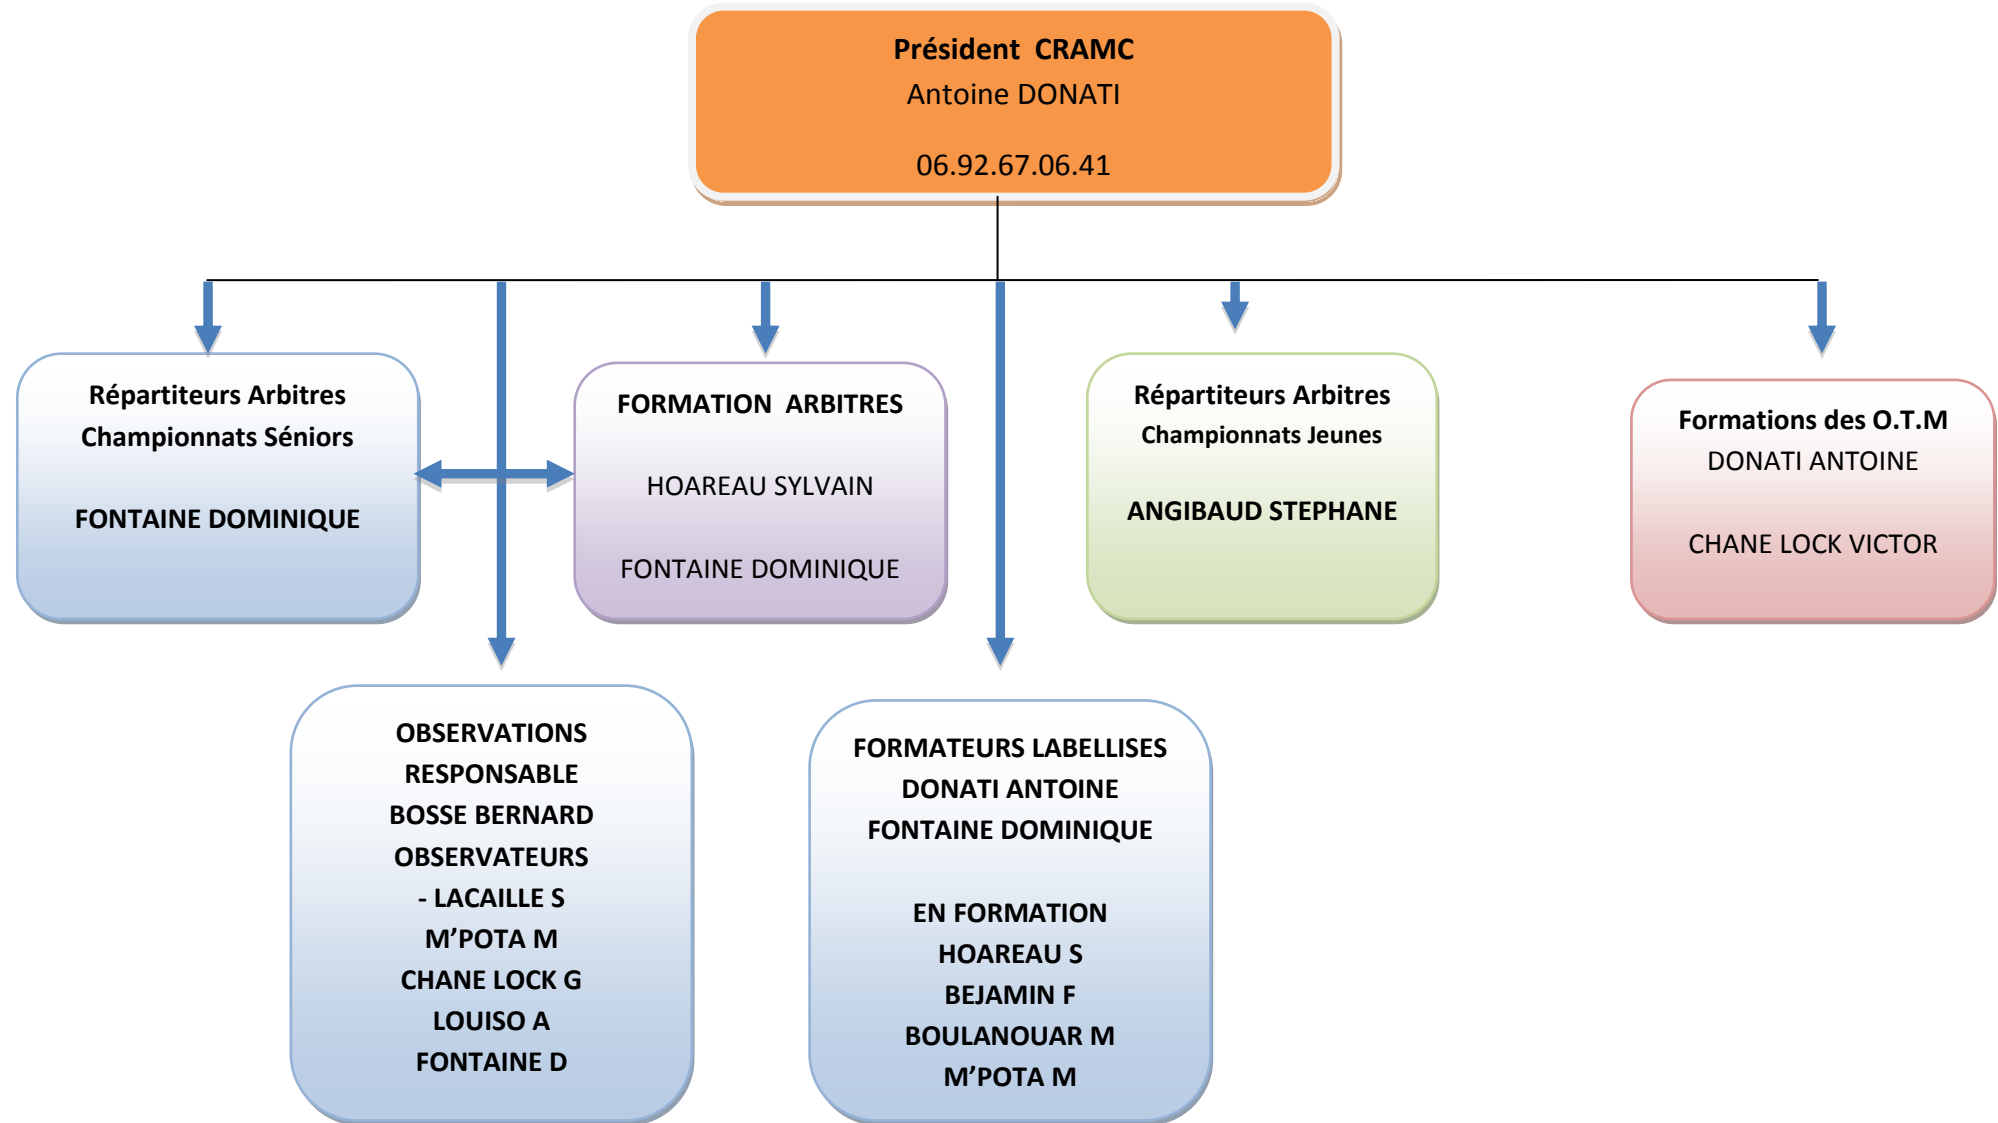 Président CRAMC
Antoine DONATI
06.92.67.06.41
Répartiteurs Arbitres
Championnats Séniors
FONTAINE DOMINIQUE
FORMATION ARBITRES
HOAREAU SYLVAIN
FONTAINE DOMINIQUE
Répartiteurs Arbitres
Championnats Jeunes
ANGIBAUD STEPHANE
Formations des O.T.M
DONATI ANTOINE
CHANE LOCK VICTOR
OBSERVATIONS
RESPONSABLE
BOSSE BERNARD
OBSERVATEURS
- LACAILLE S
M’POTA M
CHANE LOCK G
LOUISO A
FONTAINE D
FORMATEURS LABELLISES
DONATI ANTOINE
FONTAINE DOMINIQUE
EN FORMATION
HOAREAU S
BEJAMIN F
BOULANOUAR M
M’POTA M